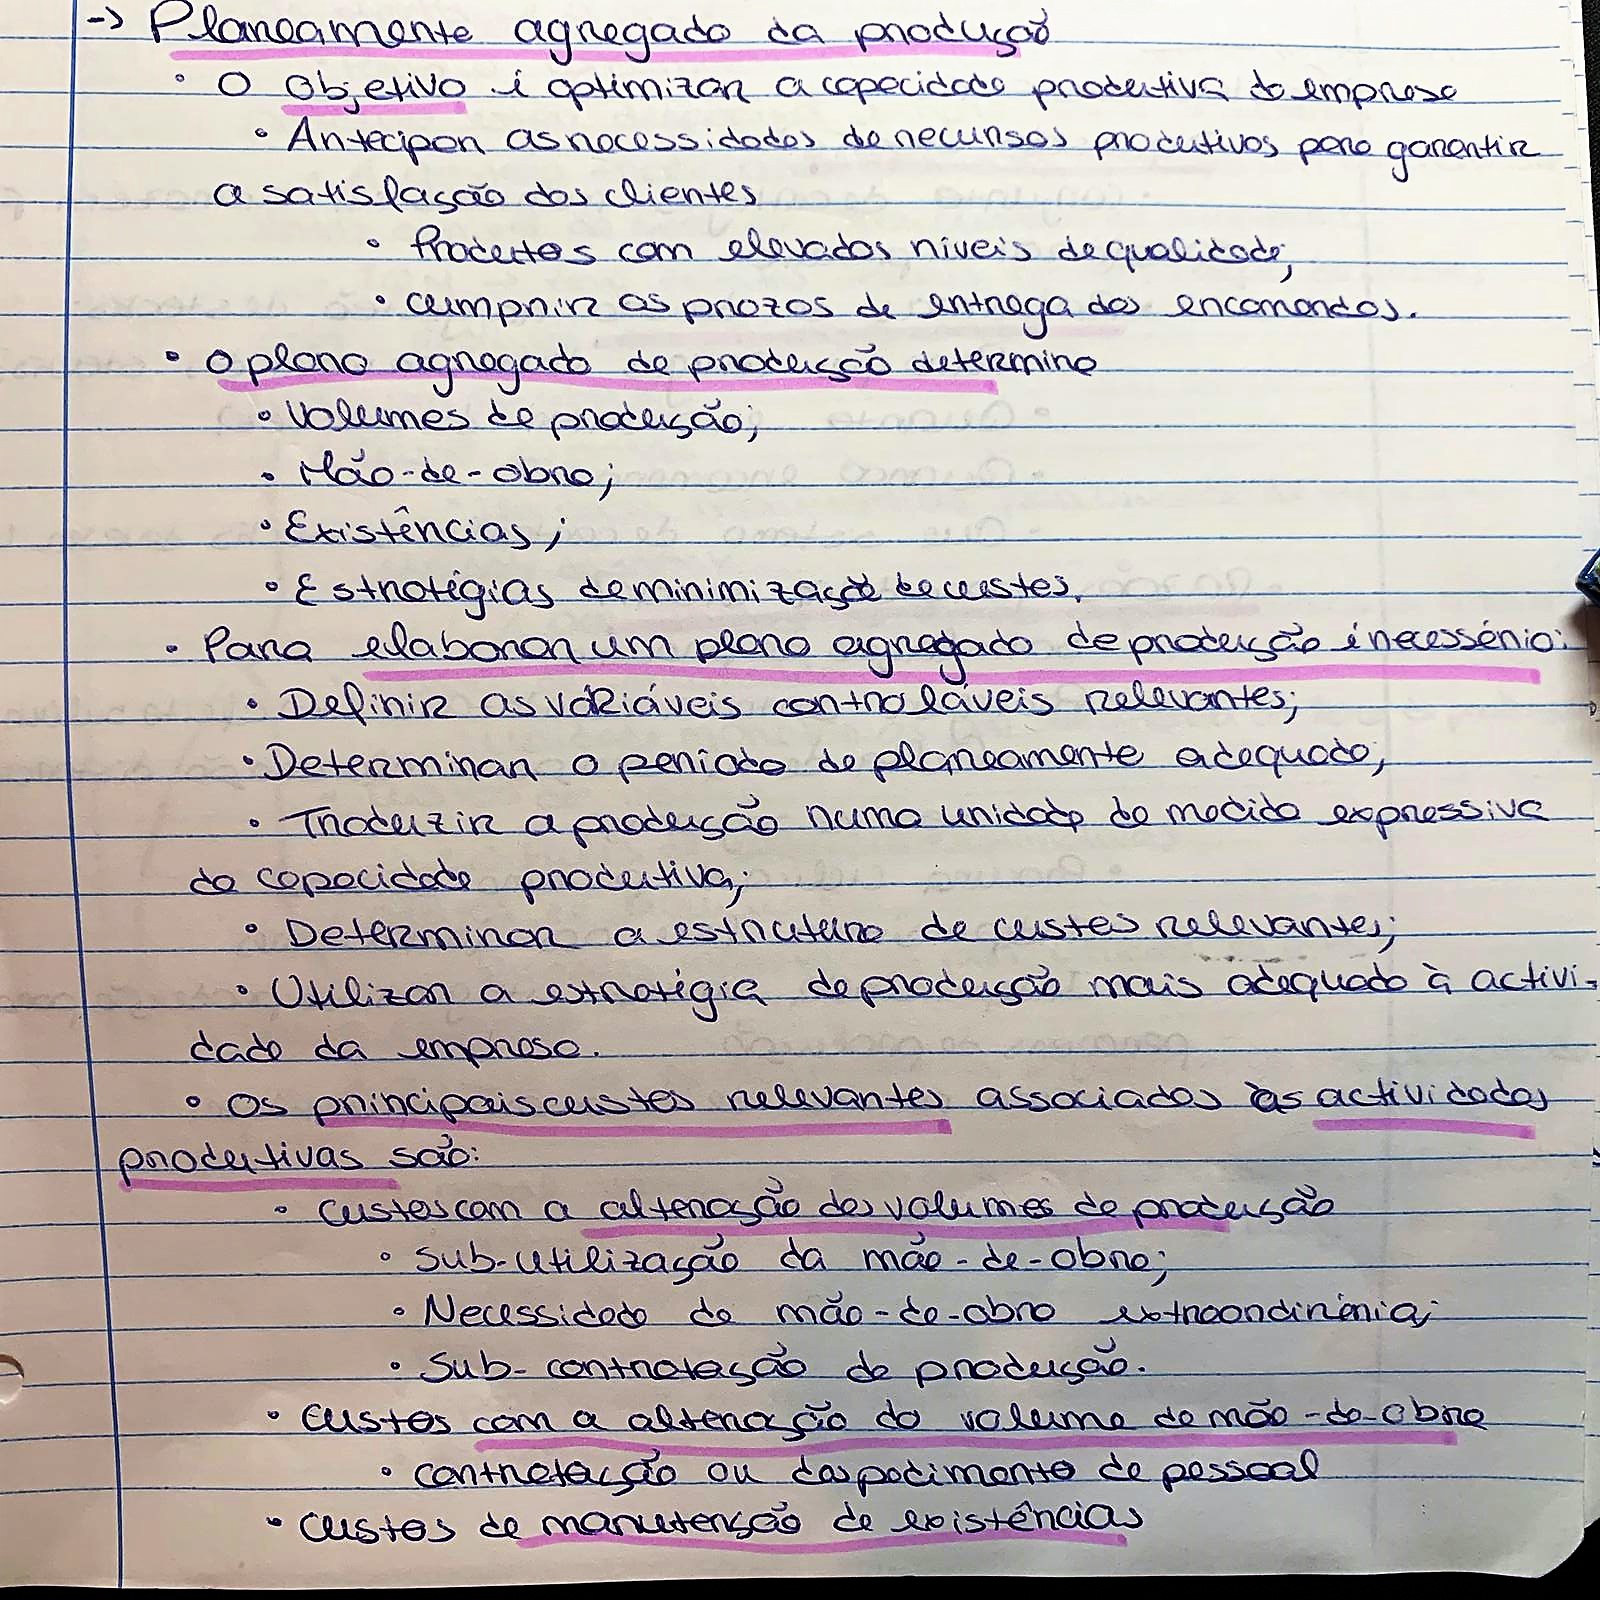 -> Planeamento agregado da produção
• O objetivo é optimizar a capacidade produtiva da empresa
• Antecipar as necessidades de recursos produtivos para garantir
a satisfação dos clientes
• Produtos com elevados níveis de qualidade;
• cumprir os prazos de entrega das encomendas.
• O plano agregado de produção determina
• Volumes de produção;
• Mão-de-obra;
• Existências;
• Estratégias de minimização de custos.
• Para elaborar um plano agregado de produção é necessário:
• Definir as variáveis controláveis relevantes;
• Determinar o período de planeamento adequado;
• Traduzir a produção numa unidade de medida expressiva
da capacidade produtiva;
• Determinar a estrutura de custos relevantes;
• Utilizar a estratégia de produção mais adequada à activi-
dade da empresa.
• Os principais custos relevantes associados às actividades
produtivas são:
• Custos com a alteração dos volumes de produção
• Sub-utilização da mão-de-obra;
• Necessidade de mão-de-obra extraordinária;
• Sub-contratação de produção.
• Custos com a alteração do volume de mão-de-obra
• contratação ou despedimento de pessoal
• Custos de manutenção de existências